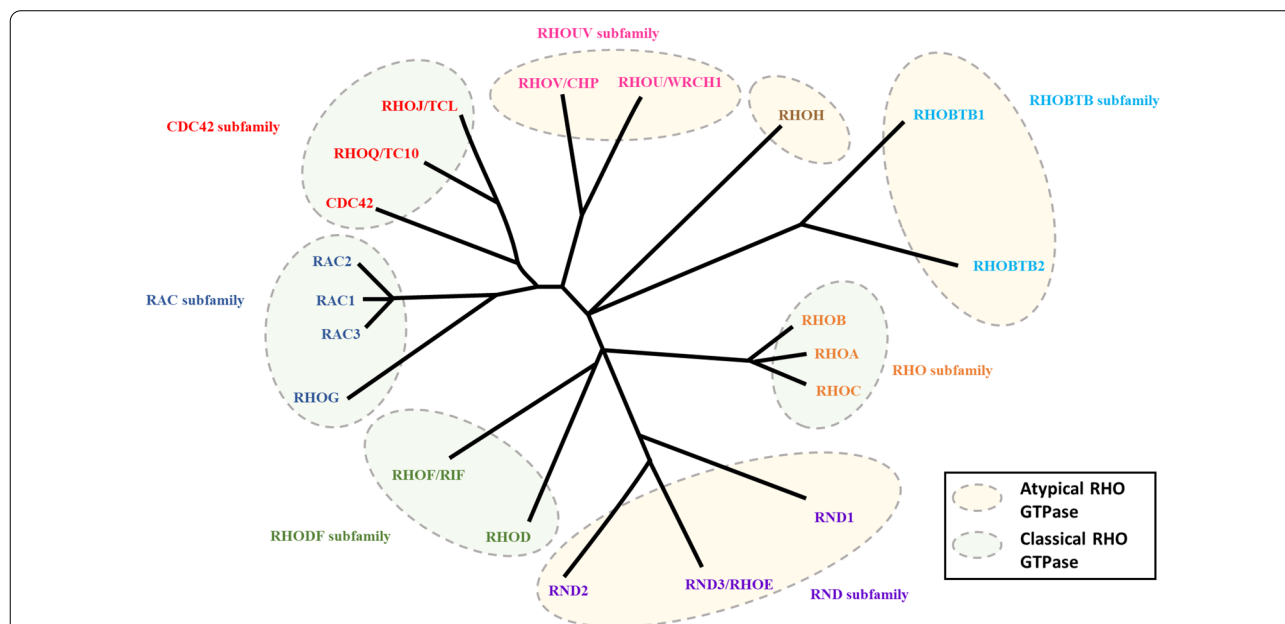 RHOUV subfamily
RHOV/CHP
RHOU/WRCH1
RHOH
RHOBTB subfamily
RHOBTB1
RHOBTB2
CDC42 subfamily
RHOJ/TCL
RHOQ/TC10
CDC42
RAC subfamily
RAC2
RAC1
RAC3
RHOG
RHOB
RHOA
RHOC
RHO subfamily
RHOF/RIF
RHOD
RHODF subfamily
RND1
RND3/RHOE
RND2
RND subfamily
Atypical RHO
GTPase
Classical RHO
GTPase